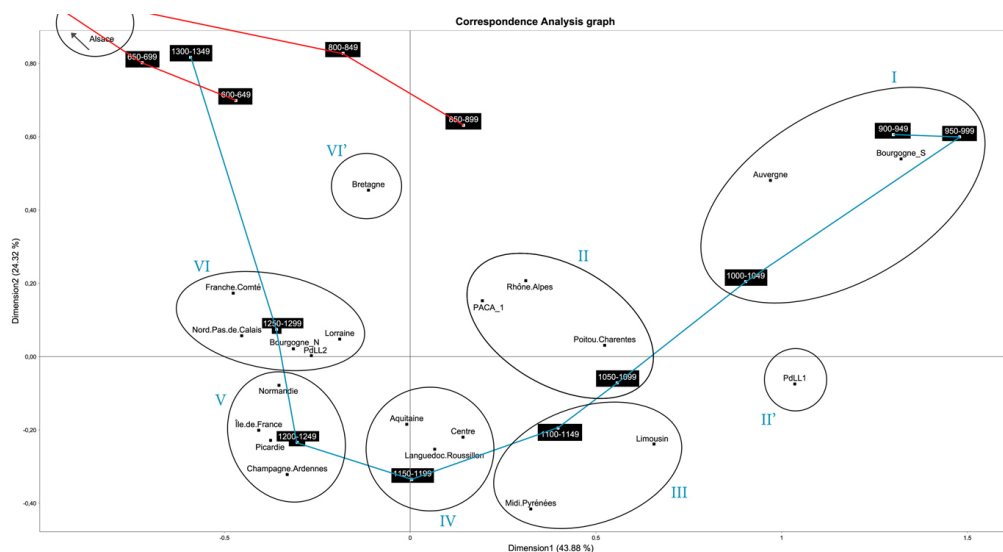 Correspondence Analysis graph
Alsace
650-699
600-649
1300-1349
800-849
850-899
I
900-949
950-999
Bourgogne_S
Auvergne
1000-1049
VI'
Bretagne
II
Rhône.Alpes
PACA_1
Poitou.Charentes
1050-1099
VI
Franche.Comté
1250-1299
Nord.Pas.de.Calais
Bourgogne_N
Lorraine
PdLL2
PdLL1
II'
V
Normandie
Île.de.France
1200-1249
Picardie
Champagne.Ardennes
Aquitaine
Centre
Languedoc.Roussillon
1150-1199
IV
1100-1149
Limousin
Midi.Pyrénées
III
0,80
0,60
0,40
0,20
0,00
-0,20
-0,40
Dimension2 (24.32 %)
-0.5
0
0.5
1
1.5
Dimension1 (43.88 %)